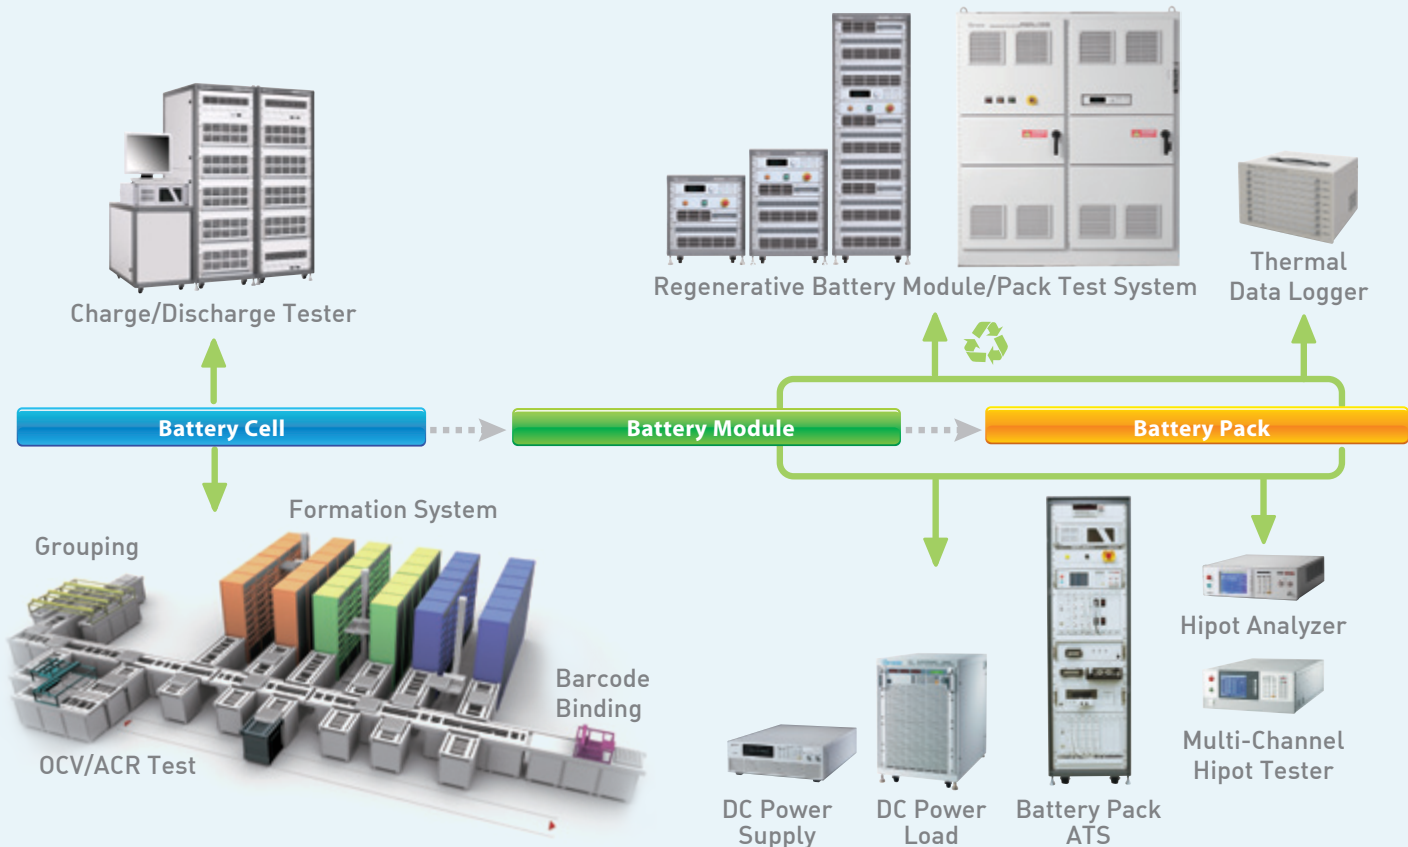 Charge/Discharge Tester
Regenerative Battery Module/Pack Test System
Thermal
Data Logger
Battery Cell
Battery Module
Battery Pack
Formation System
Grouping
Barcode
Binding
OCV/ACR Test
Hipot Analyzer
Multi-Channel
Hipot Tester
DC Power
Supply
DC Power
Load
Battery Pack
ATS